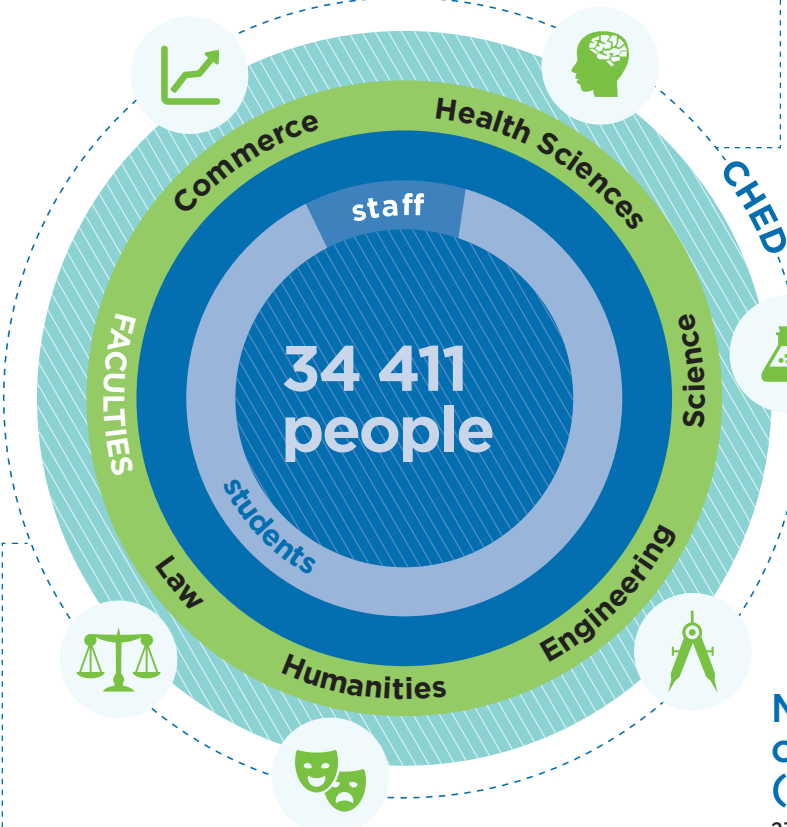 Commerce
Health Sciences
CHED
staff
FACULTIES
34 411
people
Science
students
Law
Engineering
Humanities